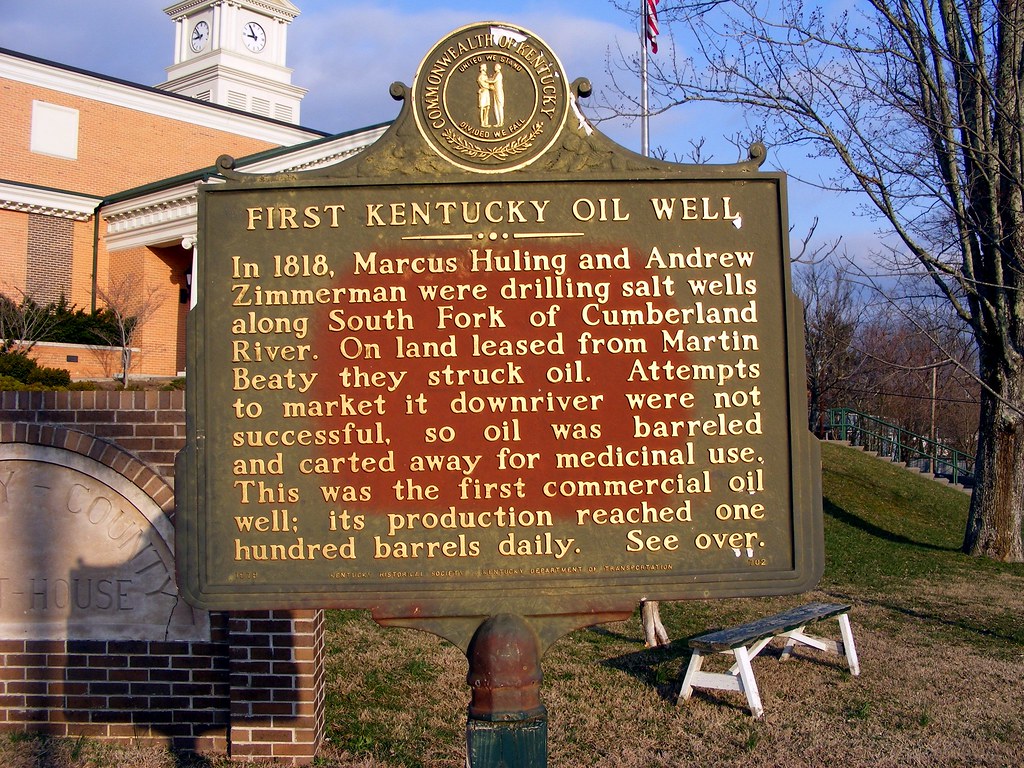 COMMONWEALTH OF KENTUCKY
UNITED WE STAND
DIVIDED WE FALL
FIRST KENTUCKY OIL WELL
In 1818, Marcus Huling and Andrew
Zimmerman were drilling salt wells
along South Fork of Cumberland
River. On land leased from Martin
Beaty they struck oil. Attempts
to market it downriver were not
successful, so oil was barreled
and carted away for medicinal use.
This was the first commercial oil
well; its production reached one
hundred barrels daily. See over.
KENTUCKY HISTORICAL SOCIETY KENTUCKY DEPARTMENT OF TRANSPORTATION
Y - COUNTY
T-HOUSE